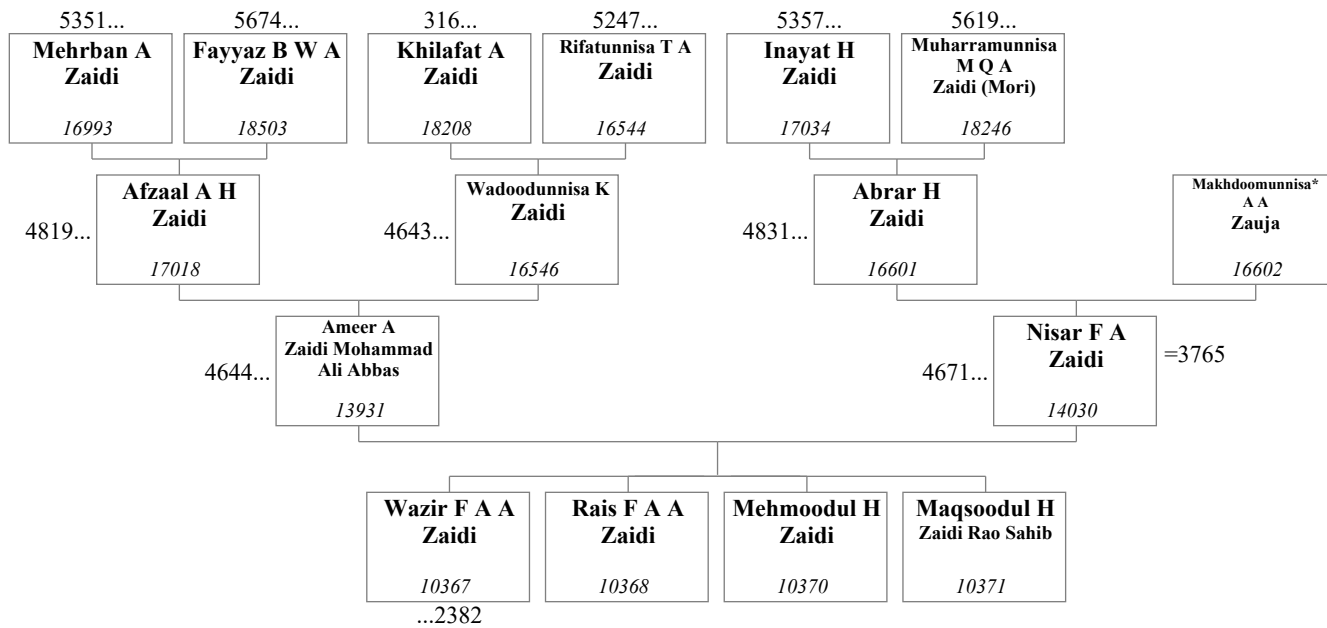 5351...
5674...
316...
5247...
5357...
5619...
Mehrban A
Zaidi
16993
Fayyaz B W A
Zaidi
18503
Khilafat A
Zaidi
18208
Rifatunnisa T A
Zaidi
16544
Inayat H
Zaidi
17034
Muharramunnisa
M Q A
Zaidi (Mori)
18246
4819...
Afzaal A H
Zaidi
17018
4643...
Wadoodunnisa K
Zaidi
16546
4831...
Abrar H
Zaidi
16601
Makhdoomunnisa*
A A
Zauja
16602
4644...
Ameer A
Zaidi Mohammad
Ali Abbas
13931
4671...
Nisar F A
Zaidi
14030
=3765
Wazir F A A
Zaidi
10367
...2382
Rais F A A
Zaidi
10368
Mehmoodul H
Zaidi
10370
Maqsoodul H
Zaidi Rao Sahib
10371